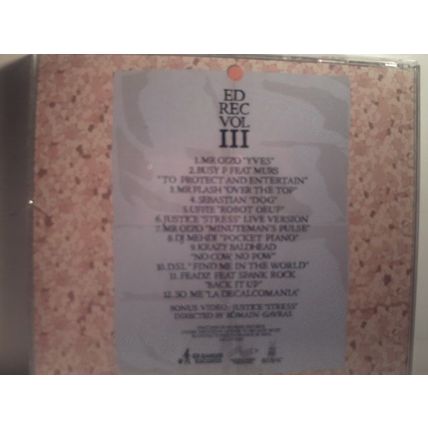 ED
REC
VOL
III
1. MR OIZO "YVES"
2. BUSY P FEAT MURS
"TO PROTECT AND ENTERTAIN"
3. MR FLASH "OVER THE TOP"
4. SEBASTIAN "DOG"
5. UFFIE "ROBOT OEUF"
6. JUSTICE "STRESS" LIVE VERSION
7. MR OIZO "MINUTEMAN'S PULSE"
8. DJ MEHDI "POCKET PIANO"
9. KRAZY BALDHEAD
"NO COW, NO POW"
10. DSL "FIND ME IN THE WORLD"
11. FEADZ FEAT SPANK ROCK
"BACK IT UP"
12. SO ME "LA DECALCOMANIA"
BONUS VIDEO: JUSTICE "STRESS"
DIRECTED BY ROMAIN GAVRAS